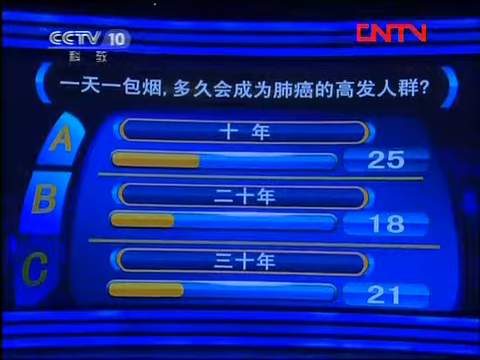 CCTV 10
科教
CNTV
一天一包烟,多久会成为肺癌的高发人群?
A
十年
25
B
二十年
18
C
三十年
21